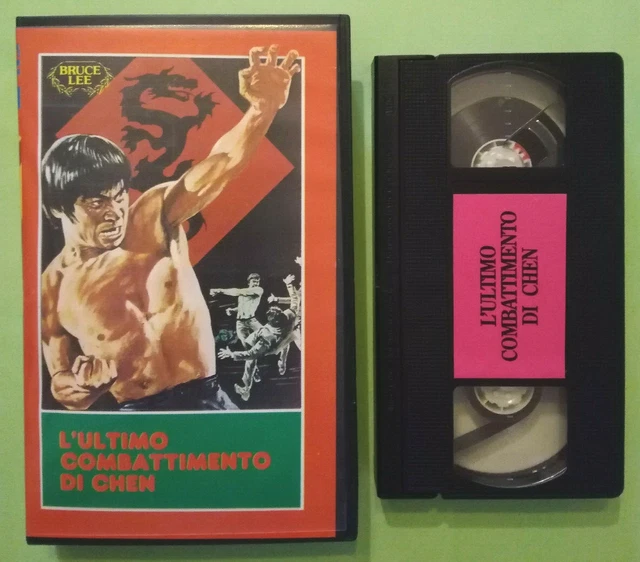 BRUCE
LEE
L'ULTIMO
COMBATTIMENTO
DI CHEN
L'ULTIMO
COMBATTIMENTO
DI CHEN